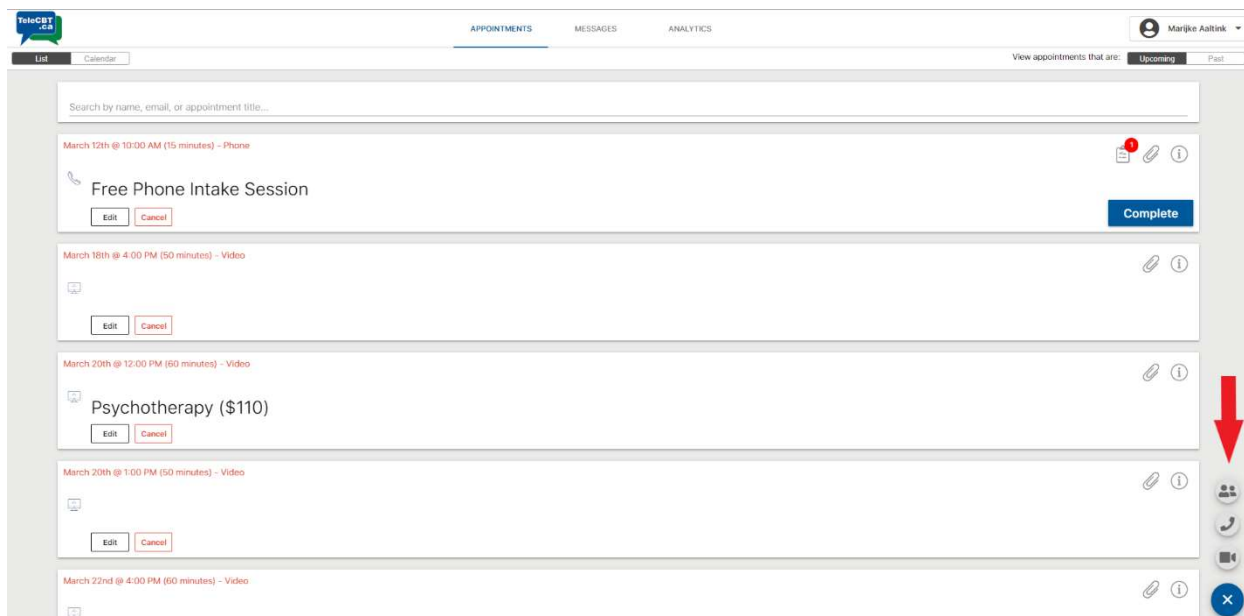 TeleCBT
.ca
APPOINTMENTS MESSAGES ANALYTICS
Marijke Aaltink
List Calendar
View appointments that are: Upcoming Past
Search by name, email, or appointment title...
March 12th @ 10:00 AM (15 minutes) - Phone
1
Free Phone Intake Session
Edit Cancel
Complete
March 18th @ 4:00 PM (50 minutes) - Video
Edit Cancel
March 20th @ 12:00 PM (60 minutes) - Video
Psychotherapy ($110)
Edit Cancel
March 20th @ 1:00 PM (50 minutes) - Video
Edit Cancel
March 22nd @ 4:00 PM (60 minutes) - Video